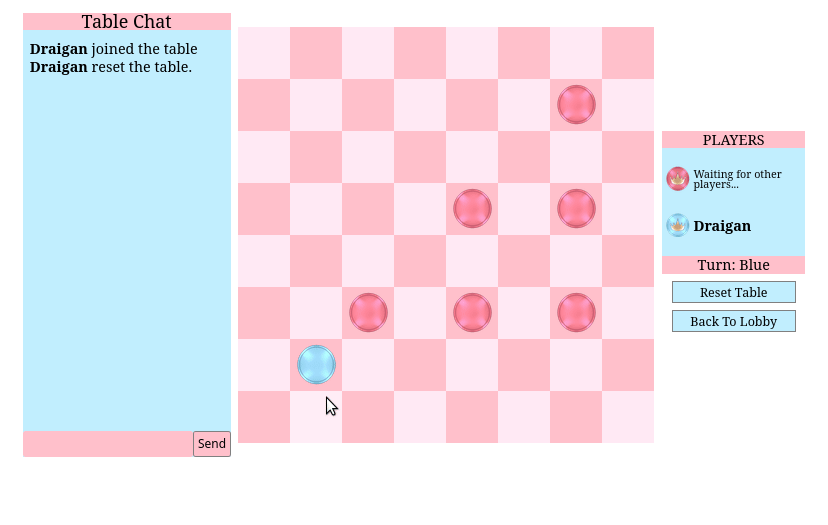 Table Chat
Draigan joined the table
Draigan reset the table.
Send
PLAYERS
Waiting for other
players...
Draigan
Turn: Blue
Reset Table
Back To Lobby